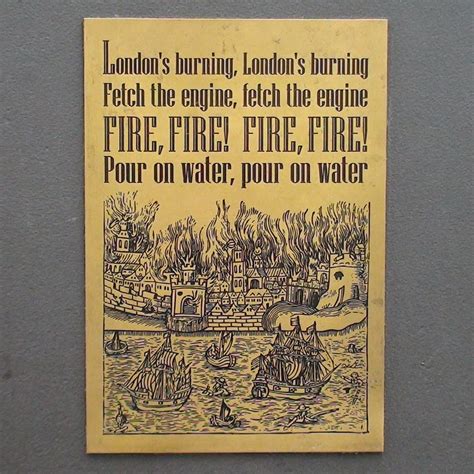 London's burning, London's burning
Fetch the engine, fetch the engine
FIRE, FIRE! FIRE, FIRE!
Pour on water, pour on water